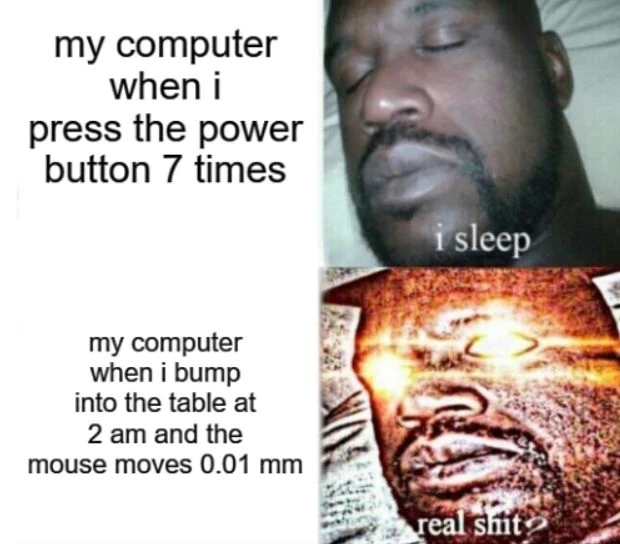 my computer
when i
press the power
button 7 times
i sleep
my computer
when i bump
into the table at
2 am and the
mouse moves 0.01 mm
real shit?